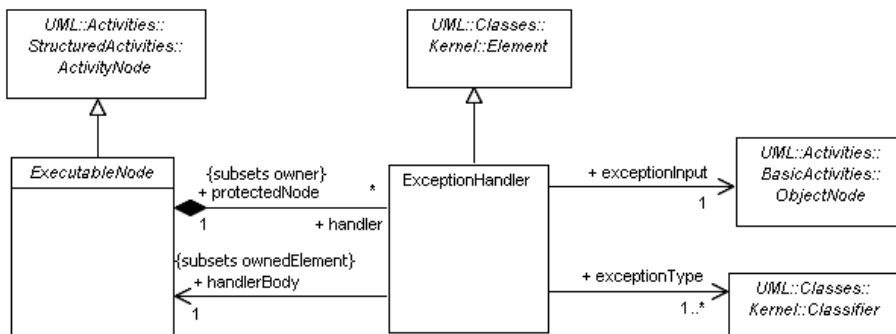 UML::Activities::
StructuredActivities::
ActivityNode
UML::Classes::
Kernel::Element
ExecutableNode
{subsets owner}
+ protectedNode
*
1
+ handler
{subsets ownedElement}
+ handlerBody
1
ExceptionHandler
+ exceptionInput
1
UML::Activities::
BasicActivities::
ObjectNode
+ exceptionType
1..*
UML::Classes::
Kernel::Classifier